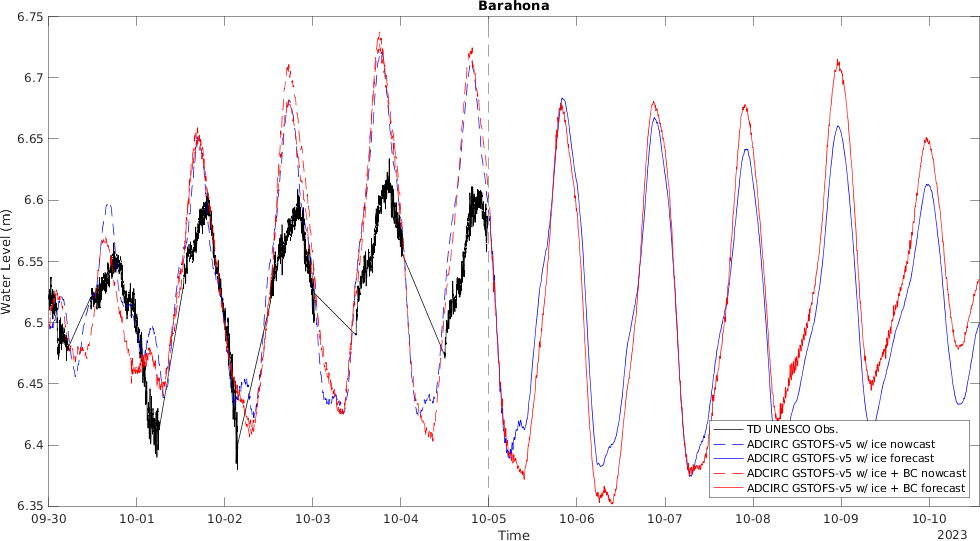 Barahona
6.75
6.7
6.65
6.6
6.55
6.5
6.45
6.4
6.35
Water Level (m)
TD UNESCO Obs.
ADCIRC GSTOFS-v5 w/ ice nowcast
ADCIRC GSTOFS-v5 w/ ice forecast
ADCIRC GSTOFS-v5 w/ ice + BC nowcast
ADCIRC GSTOFS-v5 w/ ice + BC forecast
09-30 10-01 10-02 10-03 10-04 10-05 10-06 10-07 10-08 10-09 10-10
Time
2023